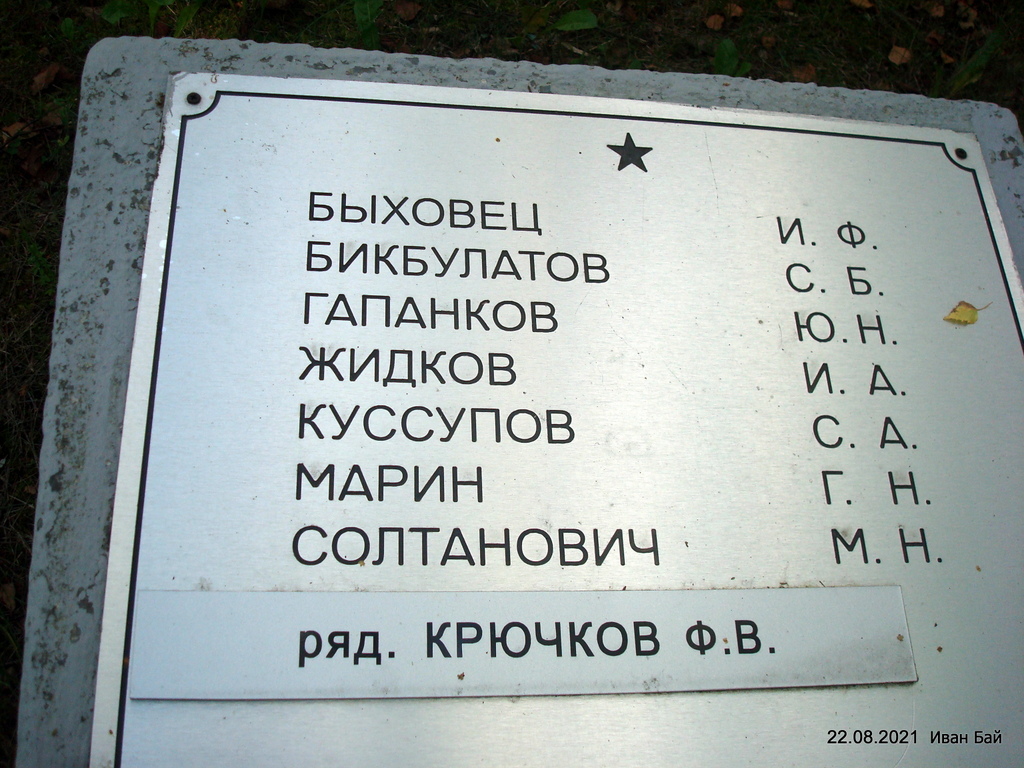 БЫХОВЕЦ И. Ф.
БИКБУЛАТОВ С. Б.
ГАПАНКОВ Ю. Н.
ЖИДКОВ И. А.
КУССУПОВ С. А.
МАРИН Г. Н.
СОЛТАНОВИЧ М. Н.
ряд. КРЮЧКОВ Ф.В.
22.08.2021 Иван Бай